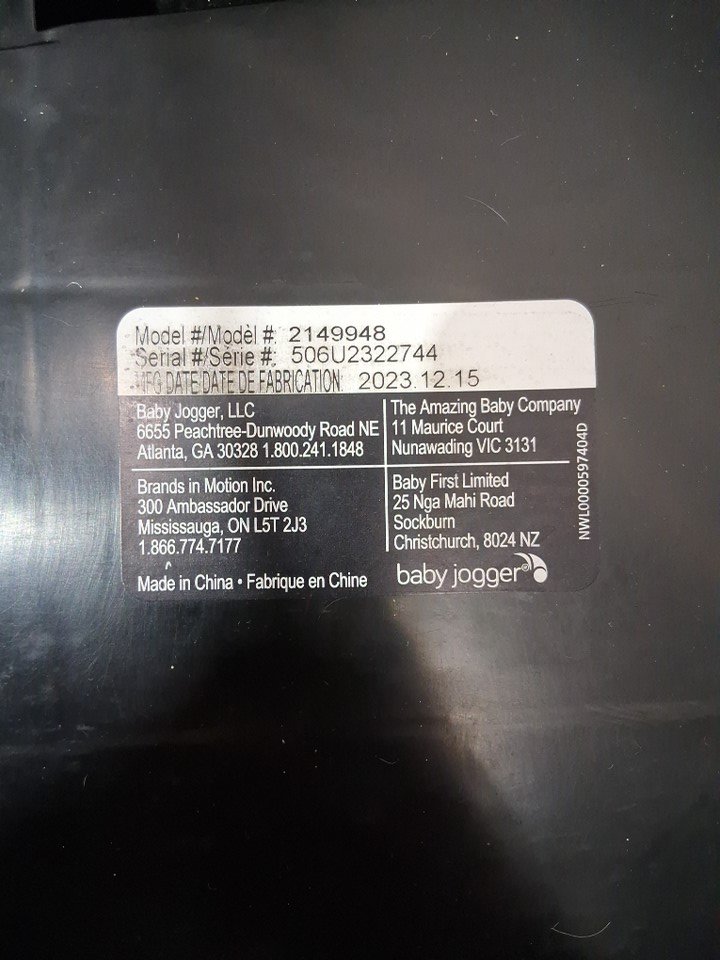 Model #/Modèl #: 2149948
Serial #/Série #: 506U2322744
MFG DATE DATE DE FABRICATION 2023.12.15
Baby Jogger, LLC
6655 Peachtree-Dunwoody Road NE
Atlanta, GA 30328 1.800.241.1848
The Amazing Baby Company
11 Maurice Court
Nunawading VIC 3131
Brands in Motion Inc.
300 Ambassador Drive
Mississauga, ON L5T 2J3
1.866.774.7177
Baby First Limited
25 Nga Mahi Road
Sockburn
Christchurch, 8024 NZ
Made in China • Fabrique en Chine
baby jogger®
NWL0000597404D